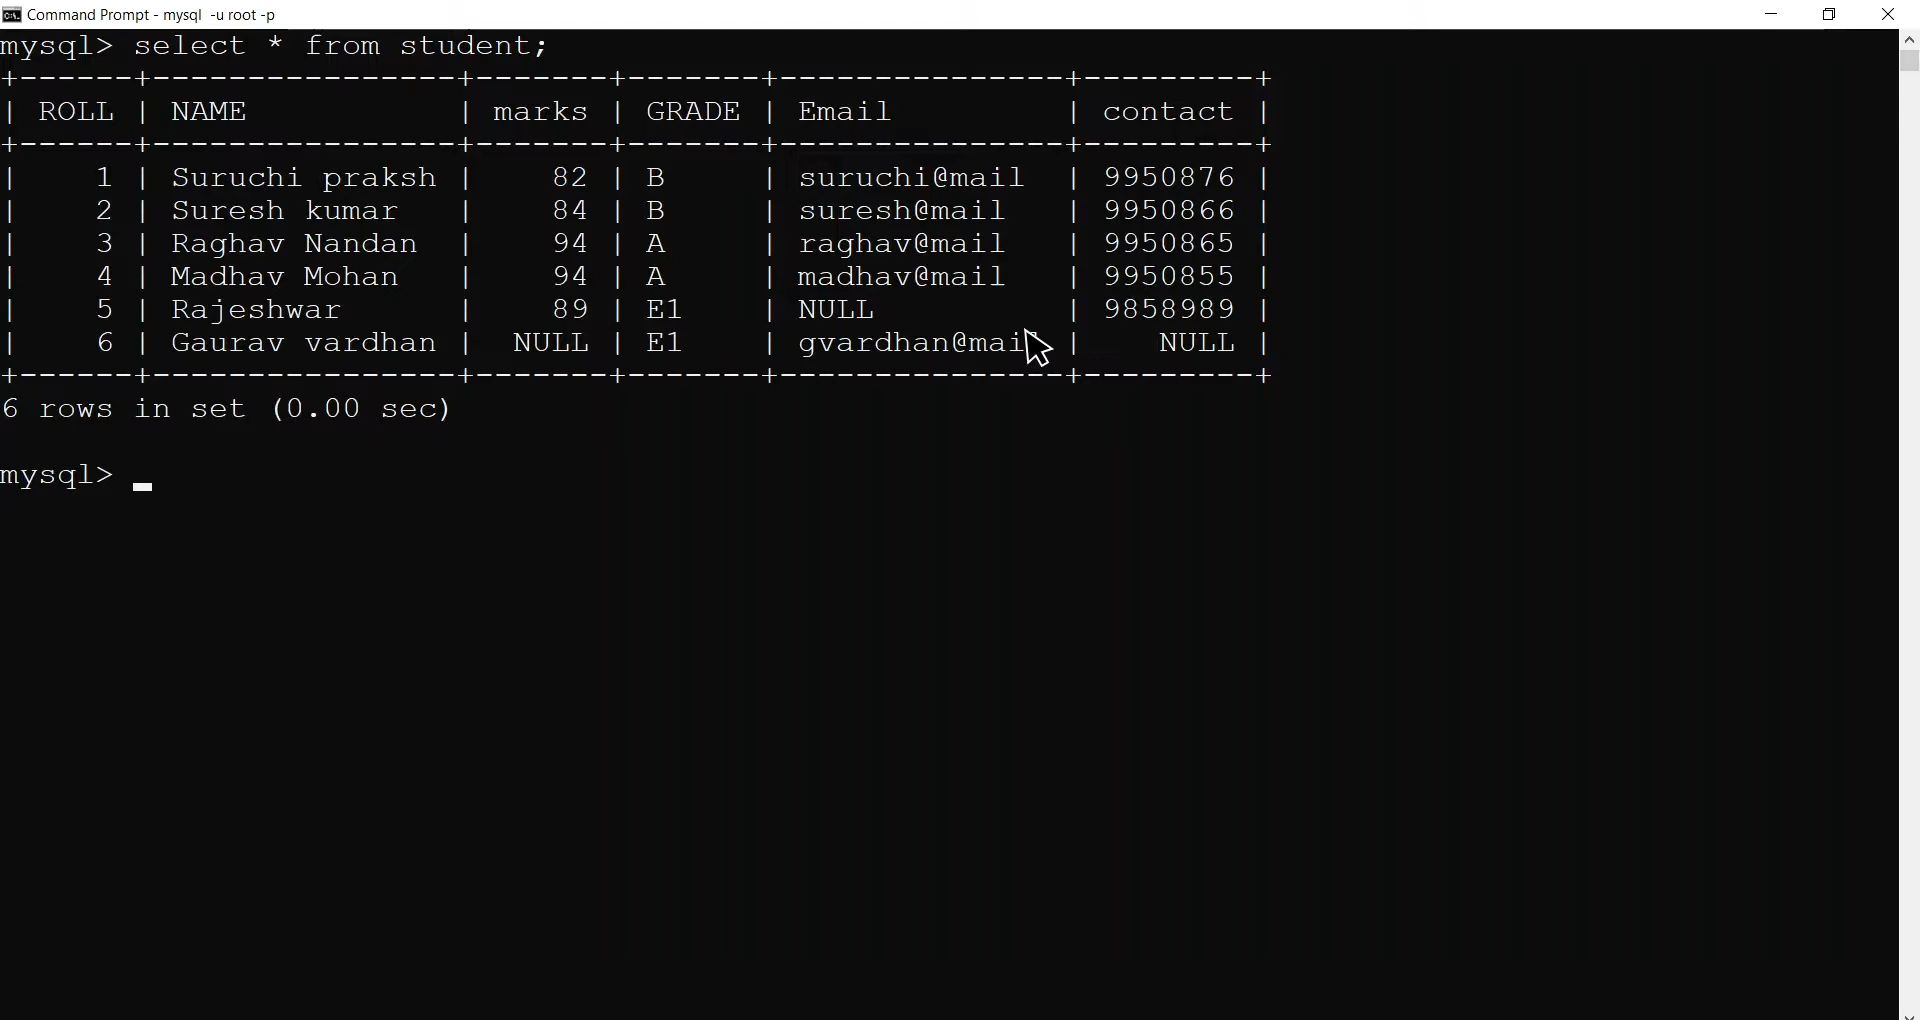 Command Prompt - mysql -u root -p
mysql> select * from student;
+------+----------------+-------+-------+---------------+---------+
| ROLL | NAME           | marks | GRADE | Email         | contact |
+------+----------------+-------+-------+---------------+---------+
|    1 | Suruchi praksh |    82 | B     | suruchi@mail  | 9950876 |
|    2 | Suresh kumar   |    84 | B     | suresh@mail   | 9950866 |
|    3 | Raghav Nandan  |    94 | A     | raghav@mail   | 9950865 |
|    4 | Madhav Mohan   |    94 | A     | madhav@mail   | 9950855 |
|    5 | Rajeshwar      |    89 | E1    | NULL          | 9858989 |
|    6 | Gaurav vardhan |  NULL | E1    | gvardhan@mail |    NULL |
+------+----------------+-------+-------+---------------+---------+
6 rows in set (0.00 sec)
mysql>